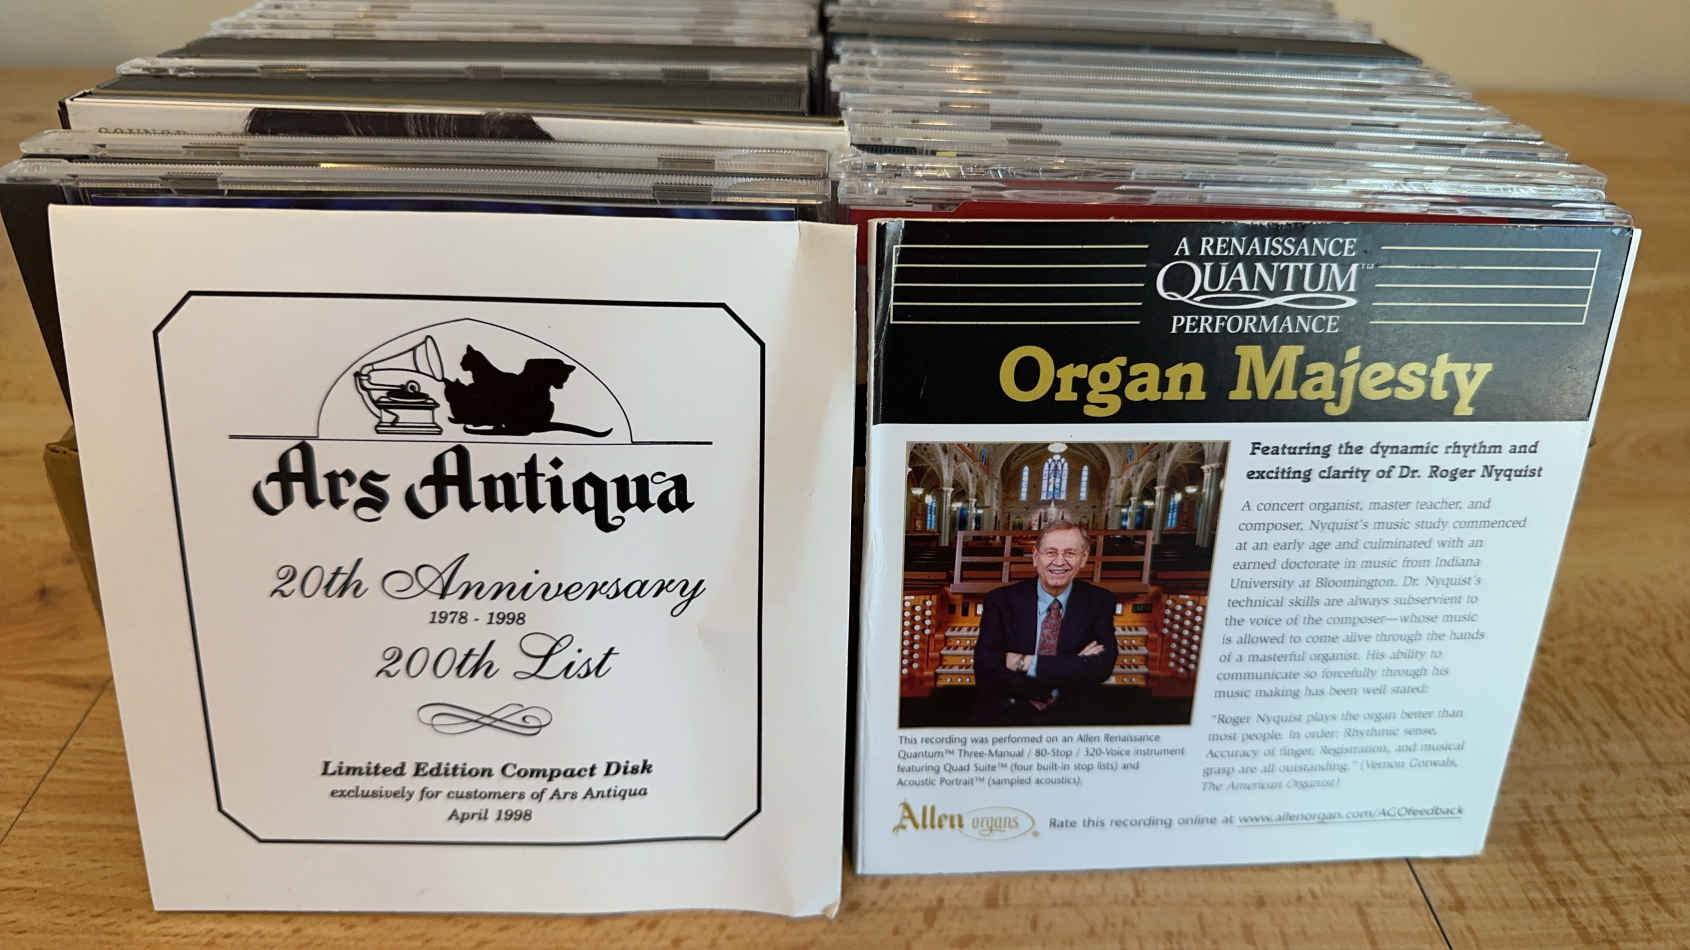 Ars Antiqua
20th Anniversary
1978 - 1998
200th List
Limited Edition Compact Disk
exclusively for customers of Ars Antiqua
April 1998
A RENAISSANCE
QUANTUM™
PERFORMANCE
Organ Majesty
Featuring the dynamic rhythm and
exciting clarity of Dr. Roger Nyquist
A concert organist, master teacher, and
composer, Nyquist's music study commenced
at an early age and culminated with an
earned doctorate in music from Indiana
University at Bloomington. Dr. Nyquist's
technical skills are always subservient to
the voice of the composer—whose music
is allowed to come alive through the hands
of a masterful organist. His ability to
communicate so forcefully through his
music making has been well stated:
"Roger Nyquist plays the organ better than
most people. In order: Rhythmic sense,
Accuracy of finger, Registration, and musical
grasp are all outstanding." (Vernon Gotwals,
The American Organist)
This recording was performed on an Allen Renaissance
Quantum™ Three-Manual / 80-Stop / 320-Voice instrument
featuring Quad Suite™ (four built-in stop lists) and
Acoustic Portrait™ (sampled acoustics).
Allen organs®
Rate this recording online at www.allenorgan.com/AGOfeedback